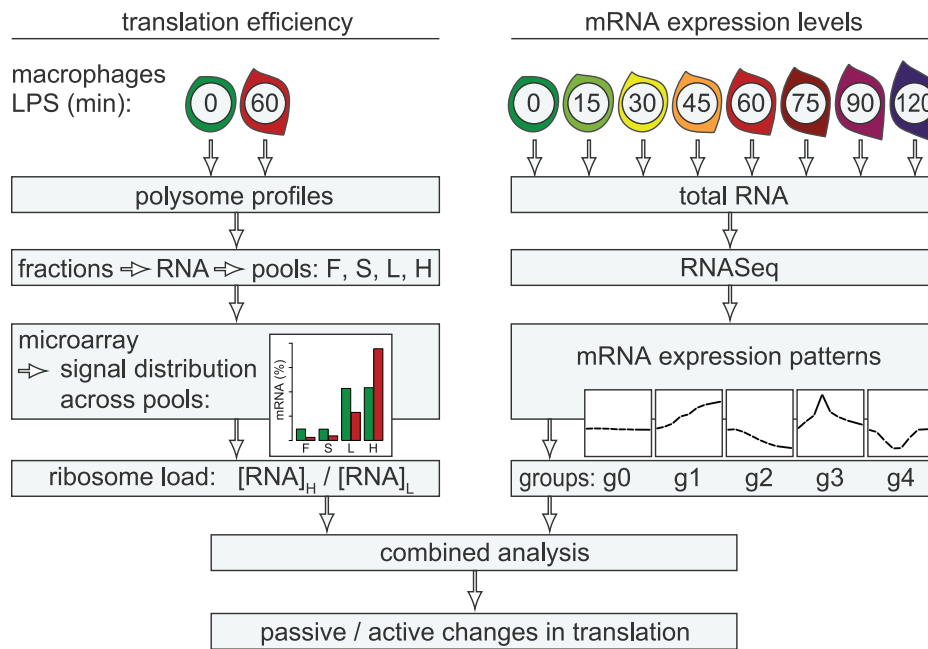 translation efficiency
mRNA expression levels
macrophages
LPS (min):
0 60
0 15 30 45 60 75 90 120
polysome profiles
total RNA
fractions ⇨ RNA ⇨ pools: F, S, L, H
RNASeq
microarray
⇨ signal distribution
across pools:
mRNA (%)
F S L H
mRNA expression patterns
ribosome load: [RNA]H / [RNA]L
groups: g0 g1 g2 g3 g4
combined analysis
passive / active changes in translation